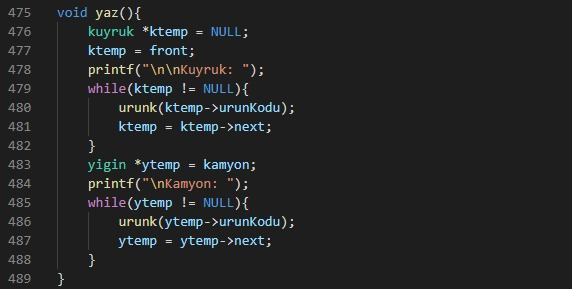 475 void yaz(){
476     kuyruk *ktemp = NULL;
477     ktemp = front;
478     printf("\n\nKuyruk: ");
479     while(ktemp != NULL){
480         urunk(ktemp->urunKodu);
481         ktemp = ktemp->next;
482     }
483     yigin *ytemp = kamyon;
484     printf("\nKamyon: ");
485     while(ytemp != NULL){
486         urunk(ytemp->urunKodu);
487         ytemp = ytemp->next;
488     }
489 }